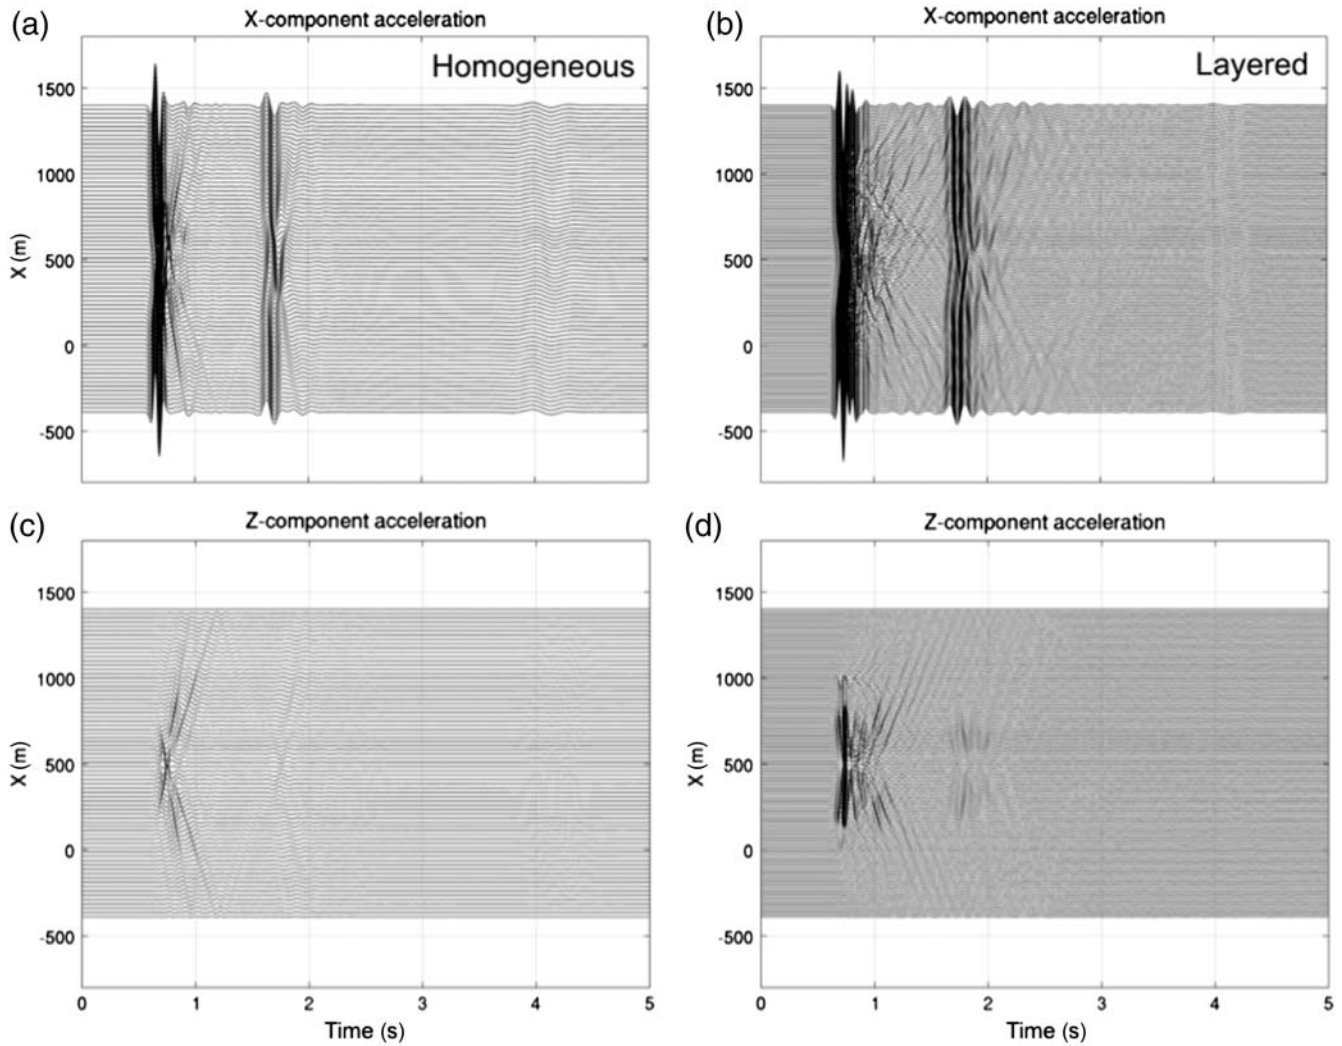 (a)
X-component acceleration
Homogeneous
X (m)
1500
1000
500
0
-500
(b)
X-component acceleration
Layered
1500
1000
500
0
-500
(c)
Z-component acceleration
X (m)
1500
1000
500
0
-500
0 1 2 3 4 5
Time (s)
(d)
Z-component acceleration
X (m)
1500
1000
500
0
-500
0 1 2 3 4 5
Time (s)